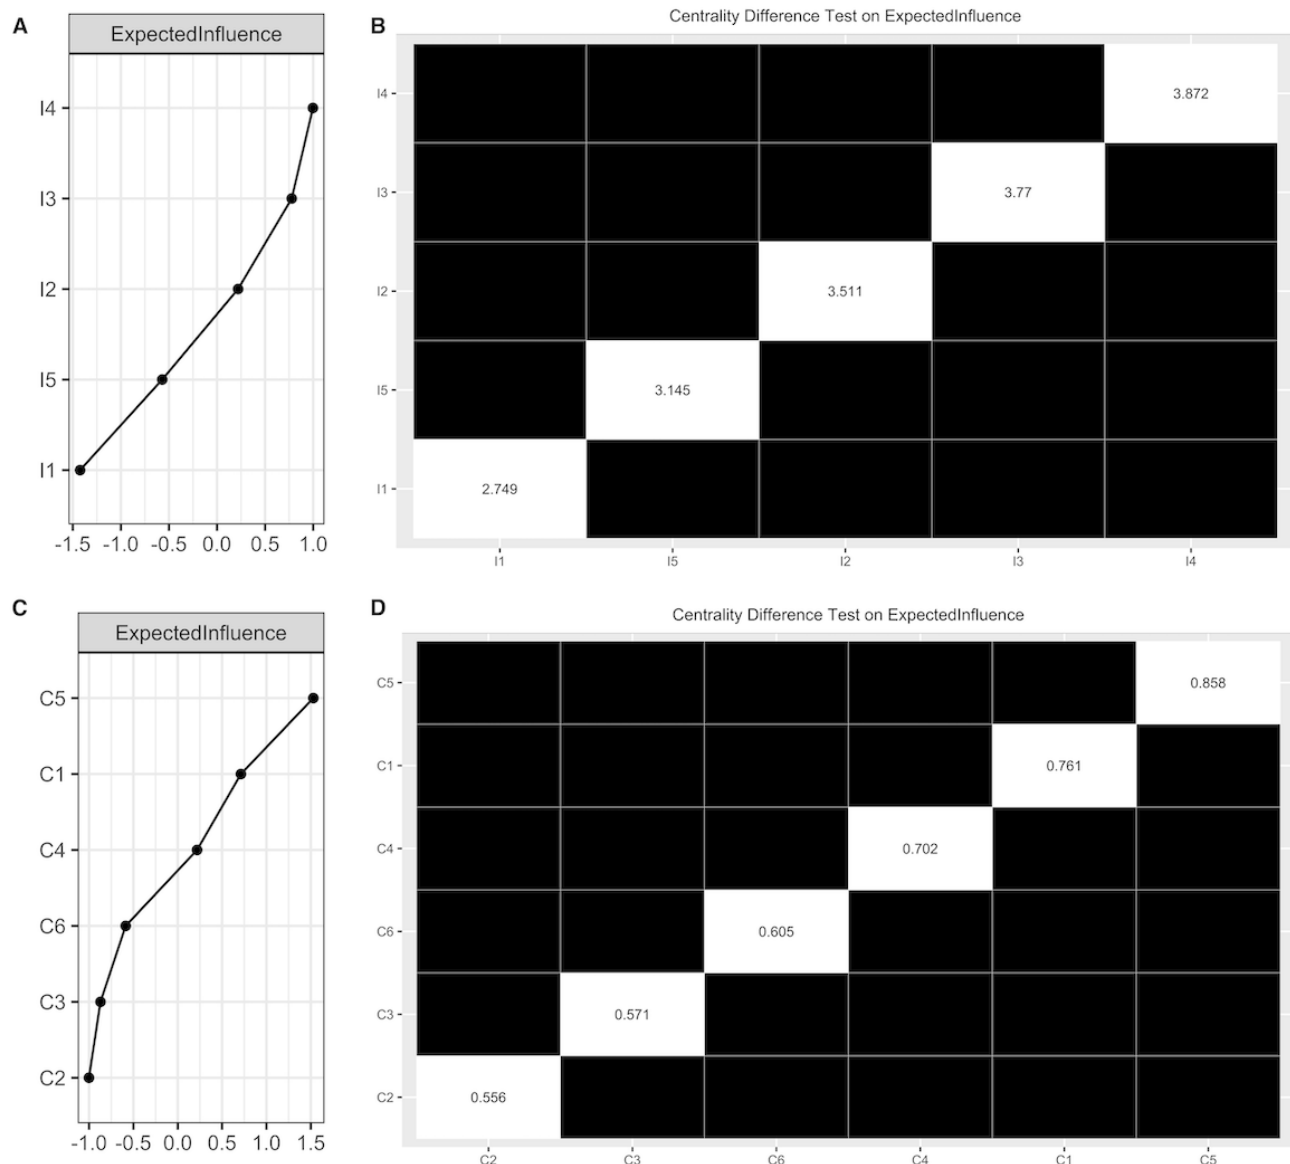 A
ExpectedInfluence
I4
I3
I2
I5
I1
-1.5 -1.0 -0.5 0.0 0.5 1.0
B
Centrality Difference Test on ExpectedInfluence
I4
3.872
I3
3.77
I2
3.511
I5
3.145
I1
2.749
I1 I5 I2 I3 I4
C
ExpectedInfluence
C5
C1
C4
C6
C3
C2
-1.0 -0.5 0.0 0.5 1.0 1.5
D
Centrality Difference Test on ExpectedInfluence
C5
0.858
C1
0.761
C4
0.702
C6
0.605
C3
0.571
C2
0.556
C2 C3 C6 C4 C1 C5